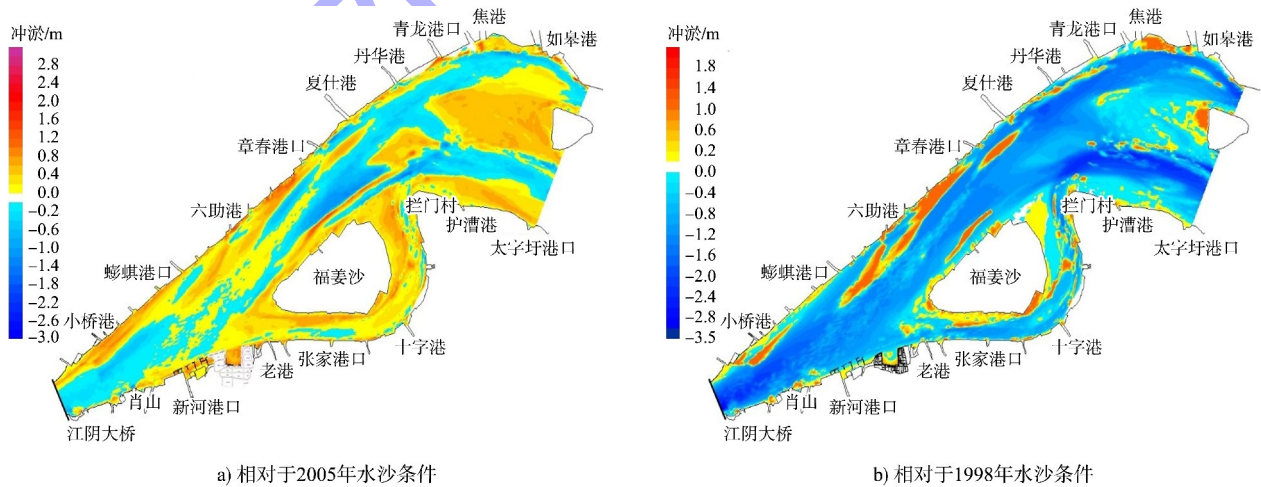 冲淤/m
2.8
2.4
2.0
1.6
1.2
0.8
0.4
0.0
−0.2
−0.6
−1.0
−1.4
−1.8
−2.2
−2.6
−3.0
焦港
青龙港口
如皋港
丹华港
夏仕港
章春港口
六助港
蟛蜞港口
小桥港
拦门村
护漕港
太字圩港口
福姜沙
十字港
张家港口
老港
新河港口
肖山
江阴大桥
a) 相对于2005年水沙条件
冲淤/m
1.8
1.4
1.0
0.6
0.2
0.0
−0.4
−0.8
−1.2
−1.6
−2.0
−2.4
−2.8
−3.5
焦港
青龙港口
如皋港
丹华港
夏仕港
章春港口
六助港
蟛蜞港口
小桥港
拦门村
护漕港
太字圩港口
福姜沙
十字港
张家港口
老港
新河港口
肖山
江阴大桥
b) 相对于1998年水沙条件